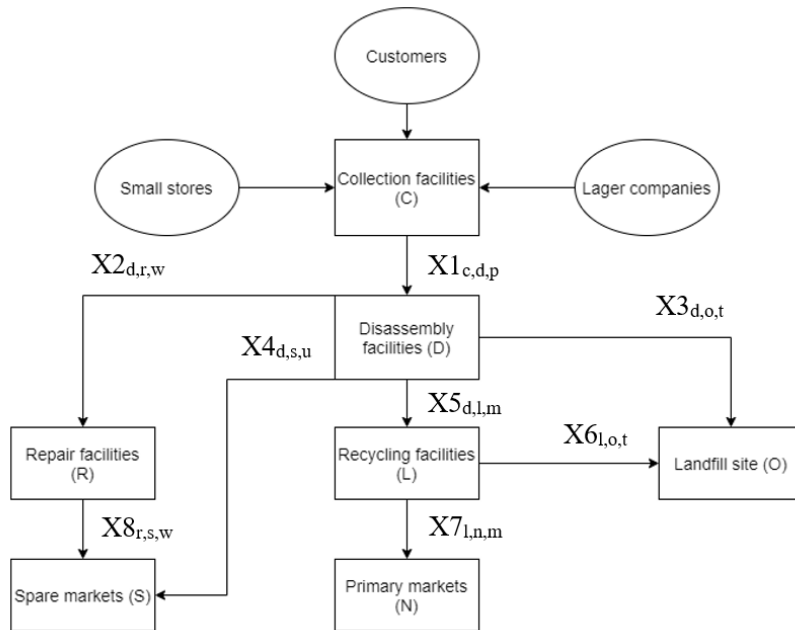 Customers
Small stores
Collection facilities
(C)
Lager companies
X2d,r,w
X1c,d,p
X3d,o,t
X4d,s,u
Disassembly
facilities (D)
X5d,l,m
X6l,o,t
Repair facilities
(R)
Recycling facilities
(L)
Landfill site (O)
X8r,s,w
X7l,n,m
Spare markets (S)
Primary markets
(N)